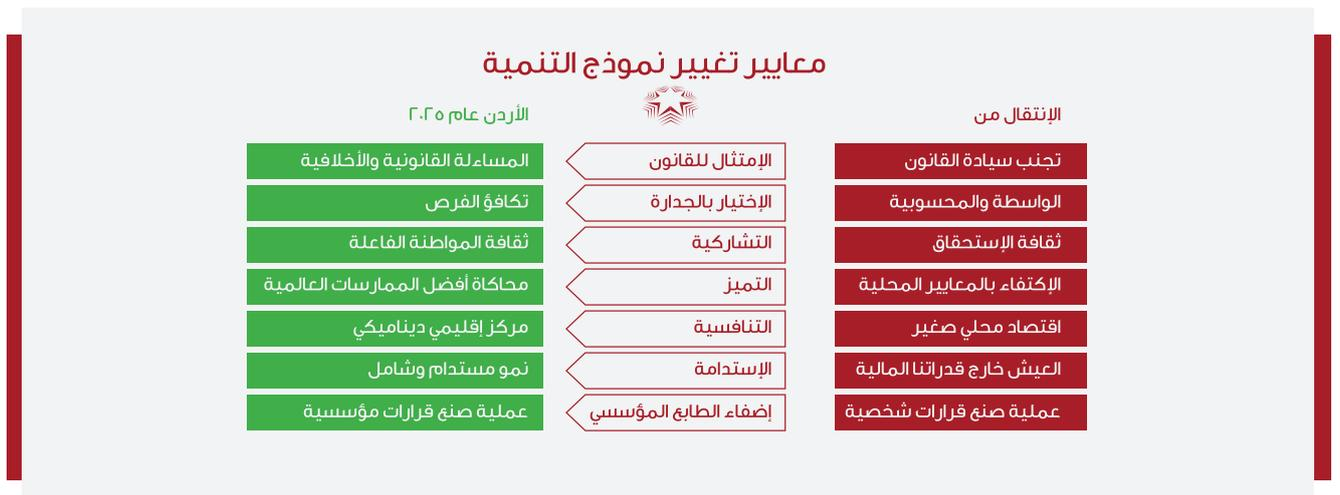 معايير تغيير نموذج التنمية
الإنتقال من
الأردن عام ٢٠٢٥
تجنب سيادة القانون
الإمتثال للقانون
المساءلة القانونية والأخلاقية
الواسطة والمحسوبية
الإختيار بالجدارة
تكافؤ الفرص
ثقافة الإستحقاق
التشاركية
ثقافة المواطنة الفاعلة
الإكتفاء بالمعايير المحلية
التميز
محاكاة أفضل الممارسات العالمية
اقتصاد محلي صغير
التنافسية
مركز إقليمي ديناميكي
العيش خارج قدراتنا المالية
الإستدامة
نمو مستدام وشامل
عملية صنع قرارات شخصية
إضفاء الطابع المؤسسي
عملية صنع قرارات مؤسسية